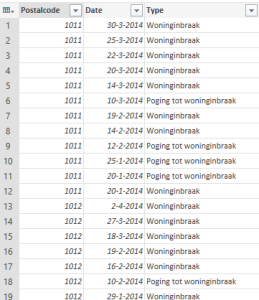 Postalcode Date Type
1 1011 30-3-2014 Woninginbraak
2 1011 25-3-2014 Woninginbraak
3 1011 22-3-2014 Woninginbraak
4 1011 20-3-2014 Woninginbraak
5 1011 14-3-2014 Woninginbraak
6 1011 10-3-2014 Poging tot woninginbraak
7 1011 19-2-2014 Woninginbraak
8 1011 14-2-2014 Woninginbraak
9 1011 12-2-2014 Poging tot woninginbraak
10 1011 25-1-2014 Poging tot woninginbraak
11 1011 20-1-2014 Poging tot woninginbraak
12 1011 20-1-2014 Woninginbraak
13 1012 2-4-2014 Woninginbraak
14 1012 27-3-2014 Woninginbraak
15 1012 18-3-2014 Woninginbraak
16 1012 19-2-2014 Woninginbraak
17 1012 16-2-2014 Woninginbraak
18 1012 10-2-2014 Poging tot woninginbraak
19 1012 29-1-2014 Woninginbraak